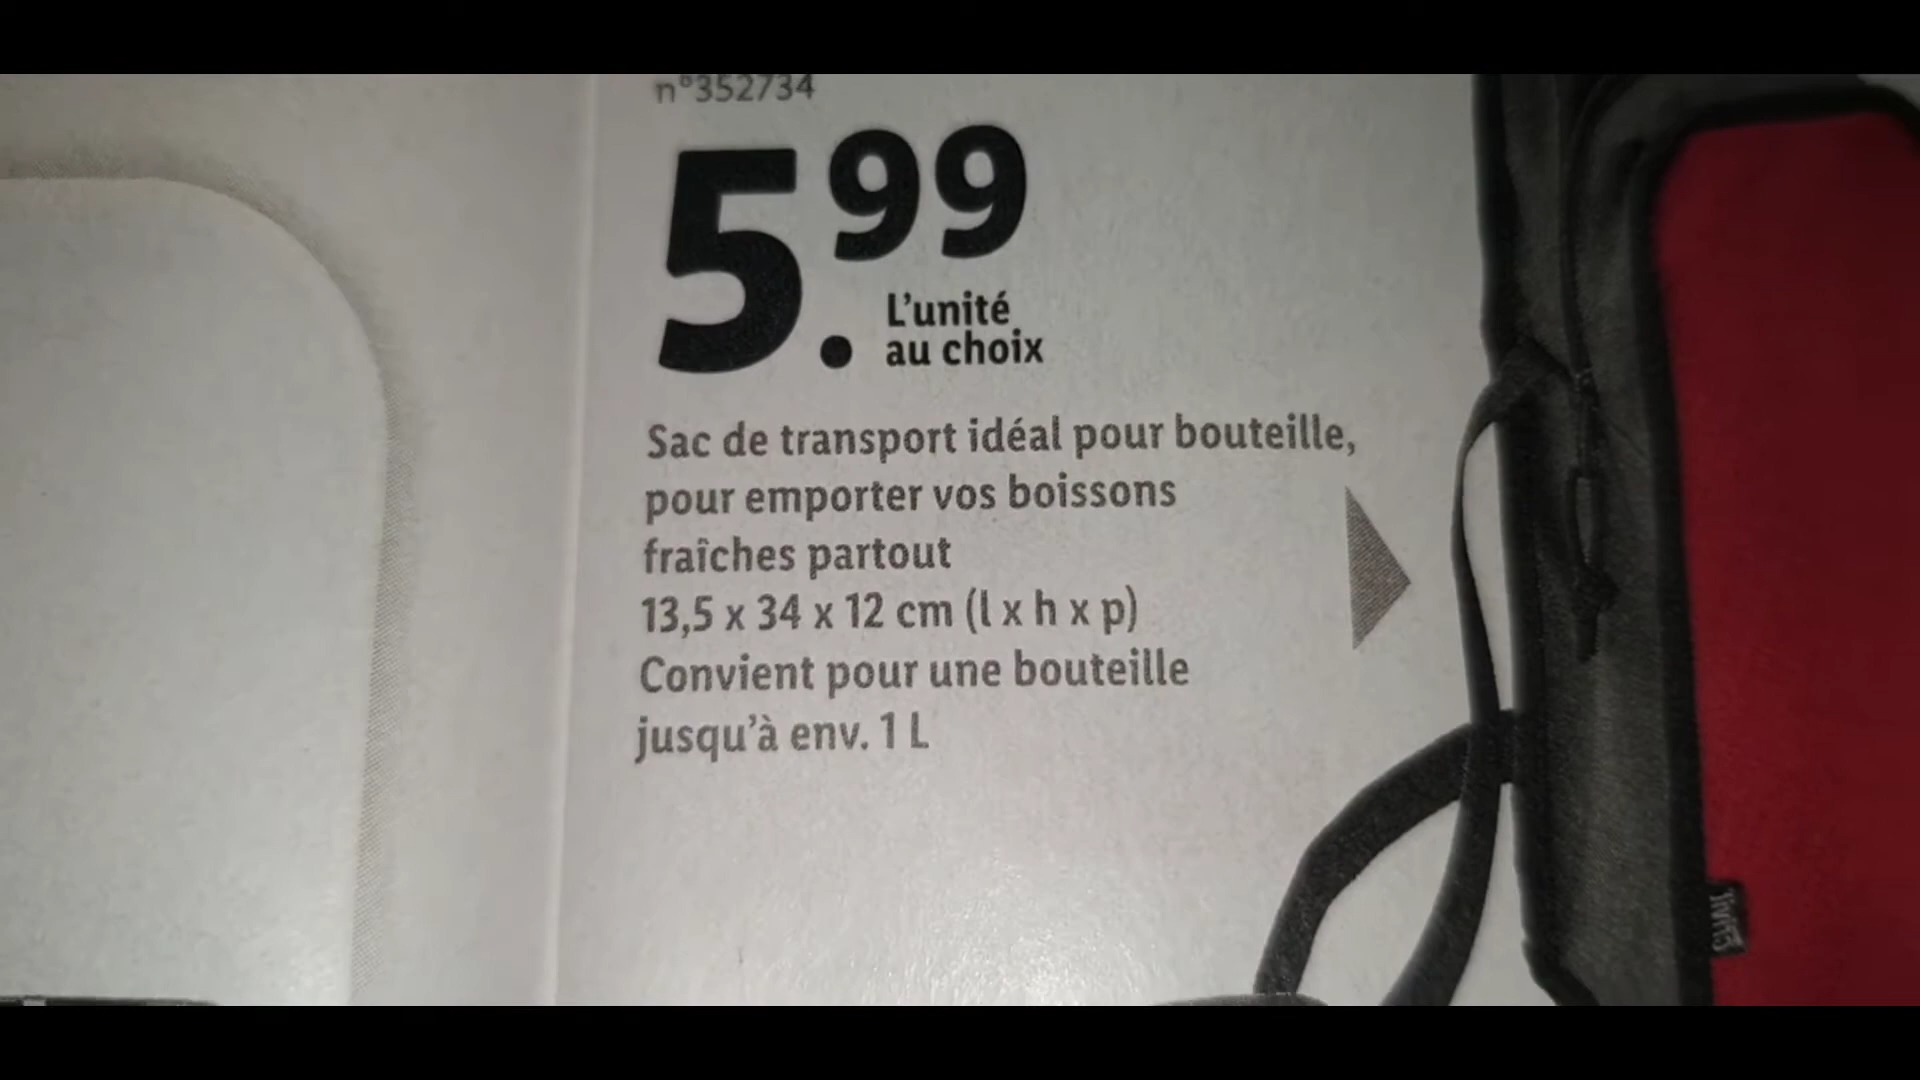 n°352734
5.99
L'unité
au choix
Sac de transport idéal pour bouteille,
pour emporter vos boissons
fraîches partout
13,5 x 34 x 12 cm (l x h x p)
Convient pour une bouteille
jusqu'à env. 1 L